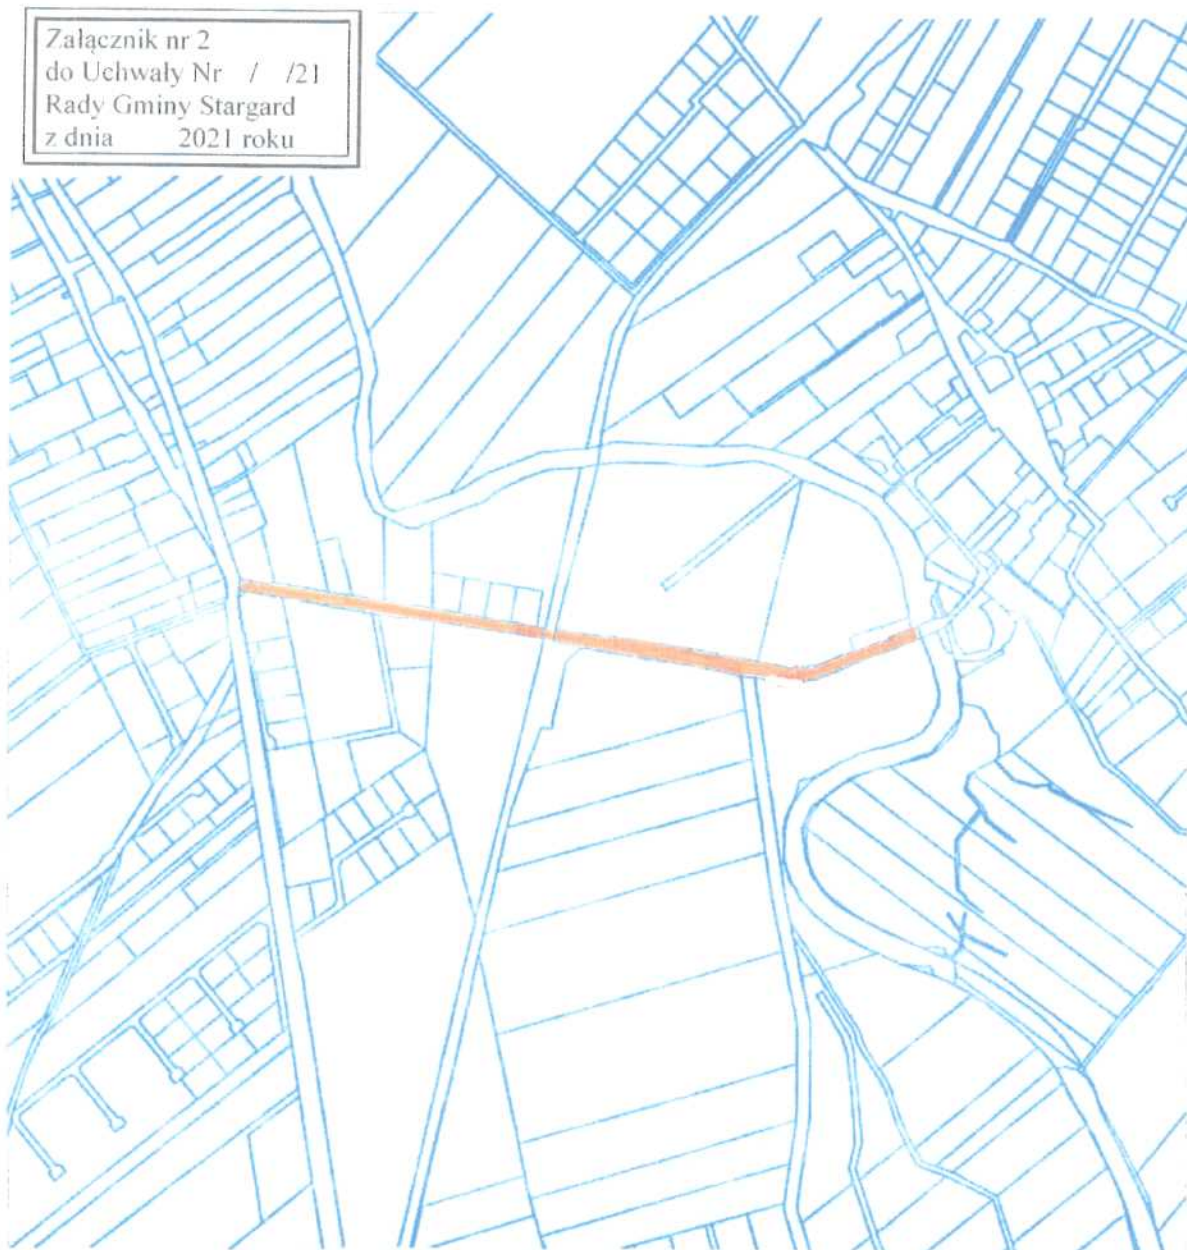 Załącznik nr 2
do Uchwały Nr / /21
Rady Gminy Stargard
z dnia 2021 roku